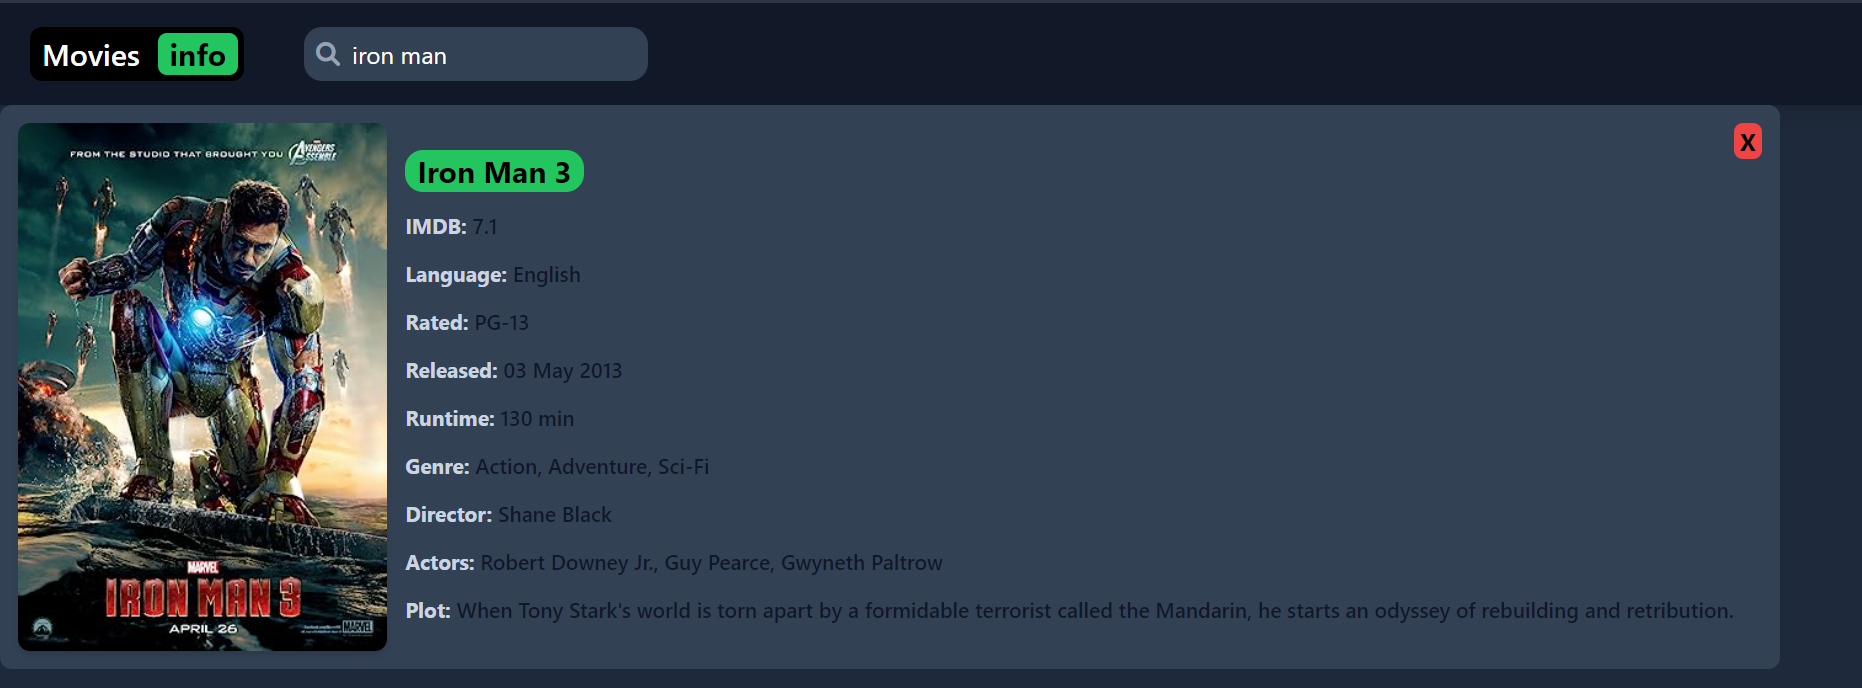 Movies info
iron man
FROM THE STUDIO THAT BROUGHT YOU
AVENGERS
ASSEMBLE
MARVEL
IRON MAN 3
APRIL 26
MARVEL
X
Iron Man 3
IMDB: 7.1
Language: English
Rated: PG-13
Released: 03 May 2013
Runtime: 130 min
Genre: Action, Adventure, Sci-Fi
Director: Shane Black
Actors: Robert Downey Jr., Guy Pearce, Gwyneth Paltrow
Plot: When Tony Stark's world is torn apart by a formidable terrorist called the Mandarin, he starts an odyssey of rebuilding and retribution.